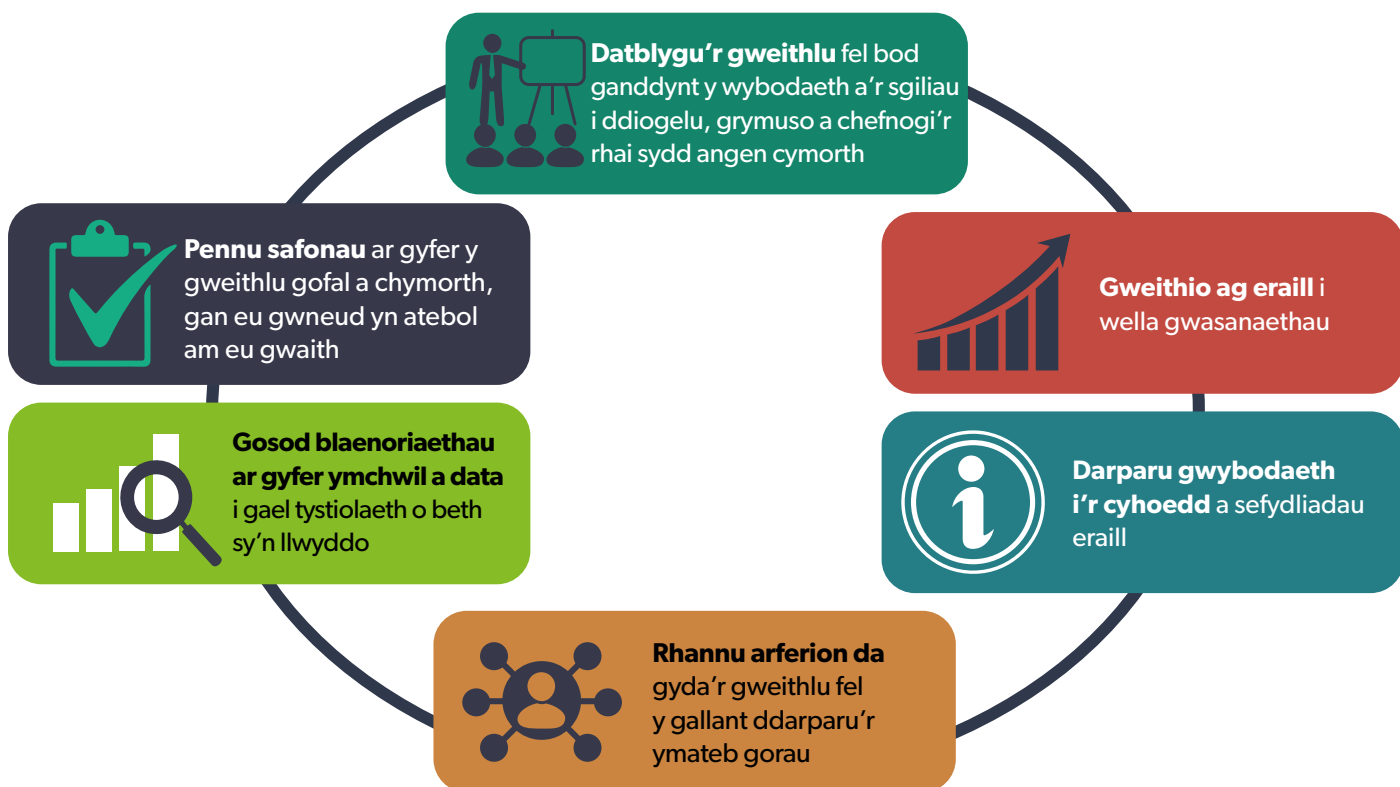 Datblygu'r gweithlu fel bod
ganddynt y wybodaeth a'r sgiliau
i ddiogelu, grymuso a chefnogi'r
rhai sydd angen cymorth
Pennu safonau ar gyfer y
gweithlu gofal a chymorth,
gan eu gwneud yn atebol
am eu gwaith
Gweithio ag eraill i
wella gwasanaethau
Gosod blaenoriaethau
ar gyfer ymchwil a data
i gael tystiolaeth o beth
sy'n llwyddo
Darparu gwybodaeth
i'r cyhoedd a sefydliadau
eraill
Rhannu arferion da
gyda'r gweithlu fel
y gallant ddarparu'r
ymateb gorau